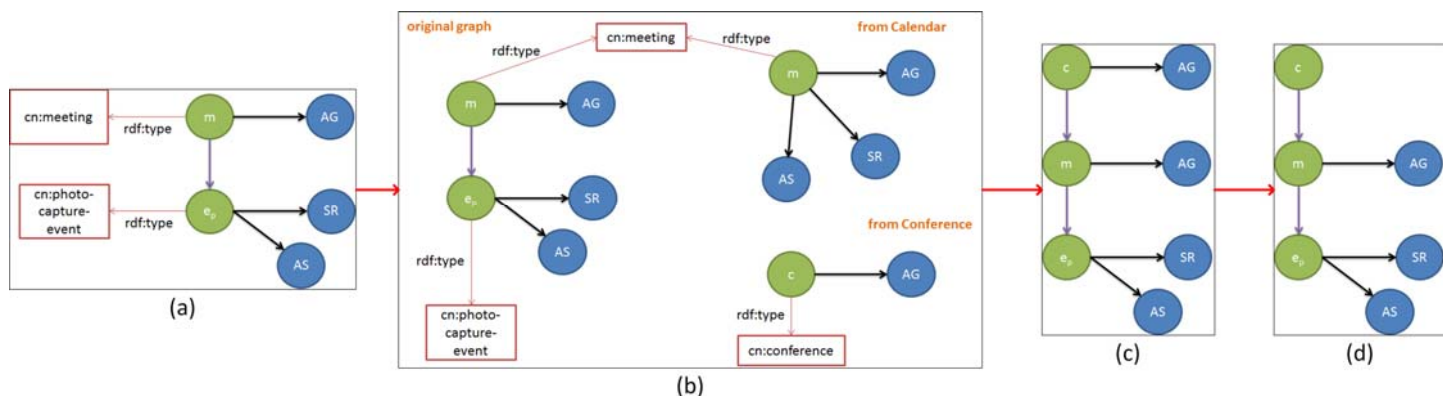 cn:meeting
rdf:type
m
AG
cn:photo-
capture-
event
rdf:type
eₚ
SR
AS
(a)
original graph
cn:meeting
from Calendar
rdf:type
rdf:type
m
AG
m
AG
AS
SR
eₚ
SR
AS
rdf:type
cn:photo-
capture-
event
from Conference
c
AG
rdf:type
cn:conference
(b)
c
AG
m
AG
eₚ
SR
AS
(c)
c
m
AG
eₚ
SR
AS
(d)